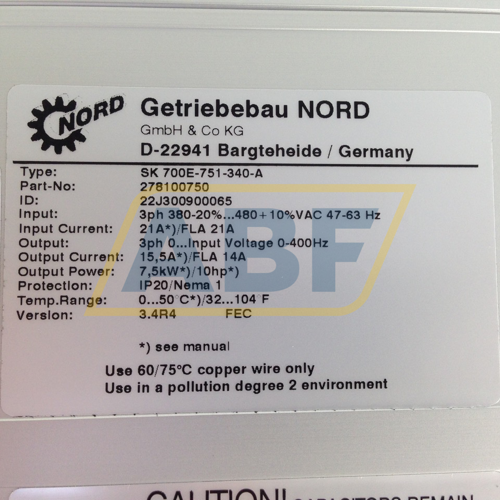 NORD
Getriebebau NORD
GmbH & Co KG
D-22941 Bargteheide / Germany
Type: SK 700E-751-340-A
Part-No: 278100750
ID: 22J300900065
Input: 3ph 380-20%...480+10%VAC 47-63 Hz
Input Current: 21A*)/FLA 21A
Output: 3ph 0...Input Voltage 0-400Hz
Output Current: 15,5A*)/FLA 14A
Output Power: 7,5kW*)/10hp*)
Protection: IP20/Nema 1
Temp.Range: 0...50°C*)/32...104 F
Version: 3.4R4 FEC
*) see manual
Use 60/75°C copper wire only
Use in a pollution degree 2 environment
ABF
CAUTION! CAPACITORS REMAIN